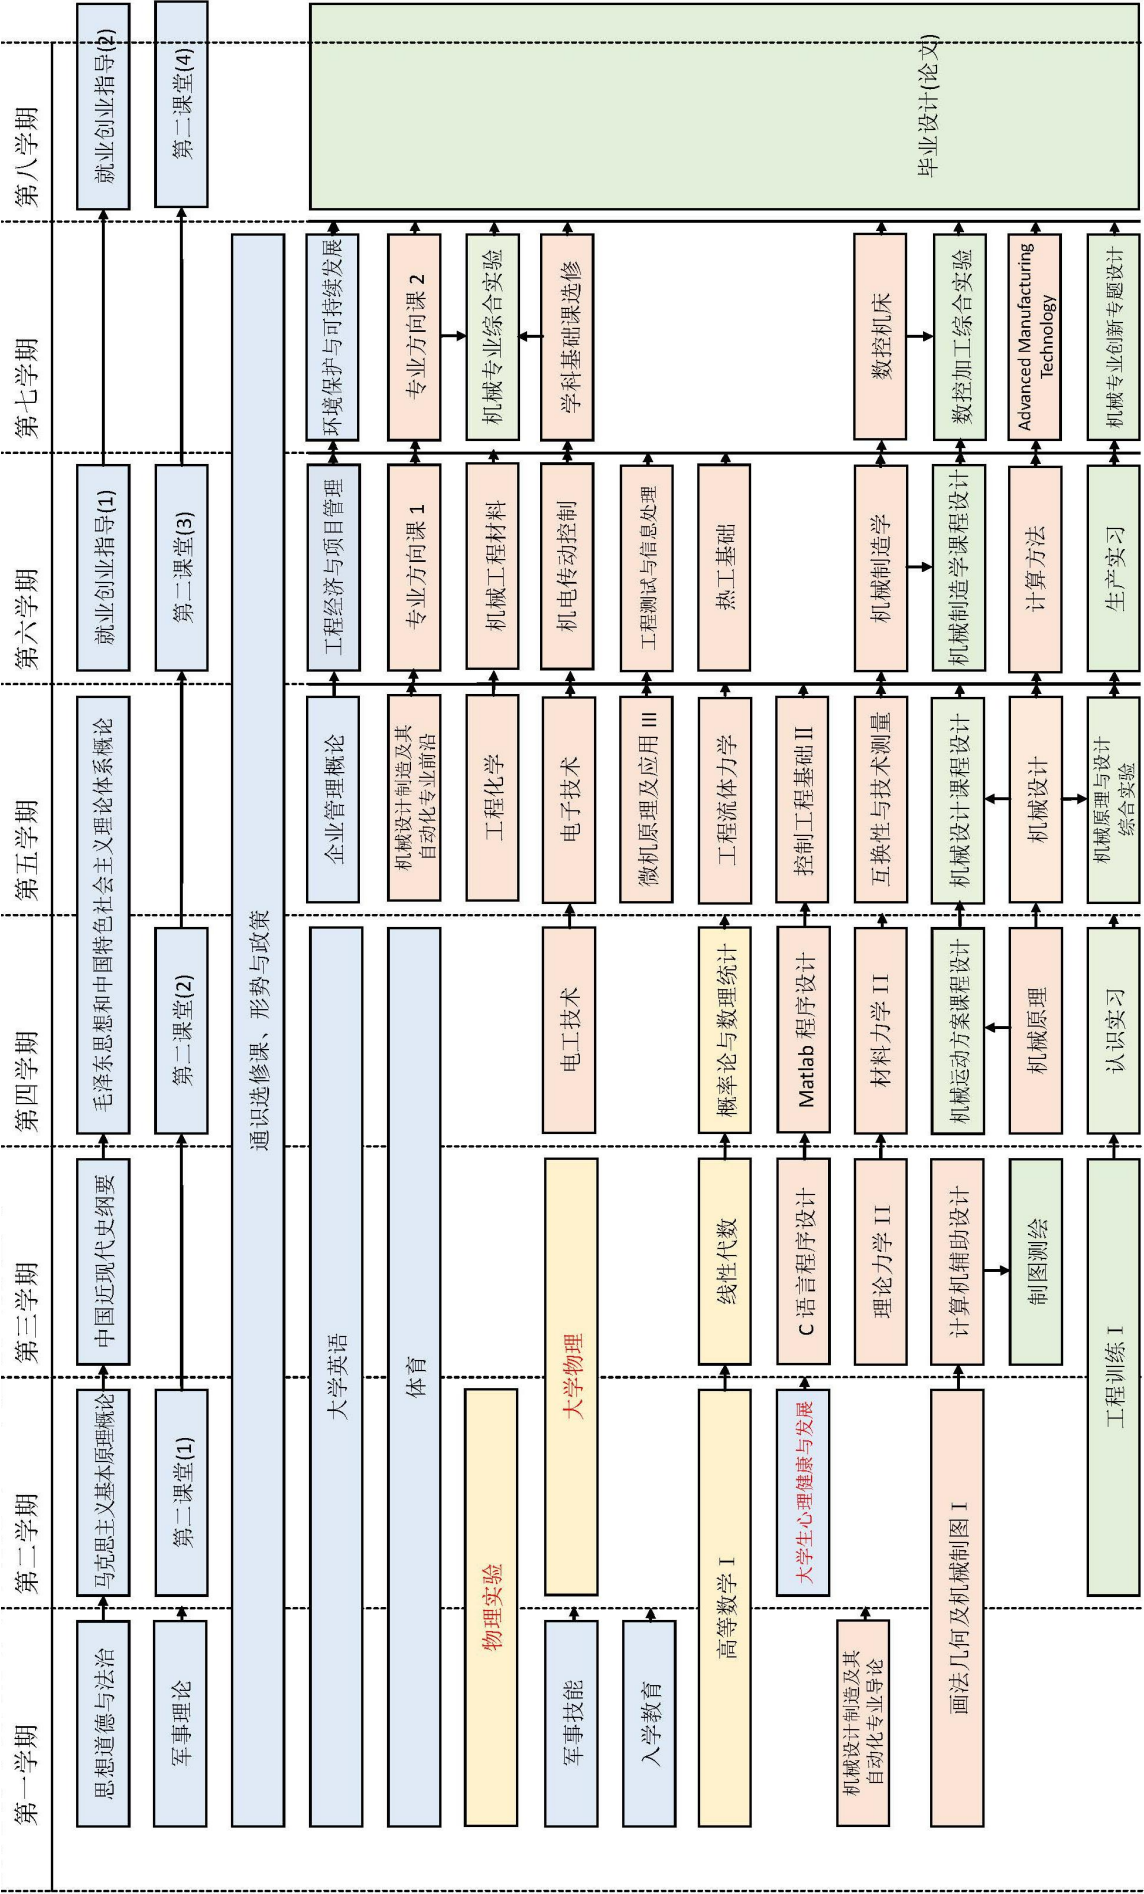 第一学期
第二学期
第三学期
第四学期
第五学期
第六学期
第七学期
第八学期
思想道德与法治
马克思主义基本原理概论
中国近现代史纲要
毛泽东思想和中国特色社会主义理论体系概论
就业创业指导(1)
就业创业指导(2)
军事理论
第二课堂(1)
第二课堂(2)
第二课堂(3)
第二课堂(4)
通识选修课、形势与政策
大学英语
企业管理概论
工程经济与项目管理
环境保护与可持续发展
体育
机械设计制造及其
自动化专业前沿
专业方向课 1
专业方向课 2
物理实验
工程化学
机械工程材料
机械专业综合实验
军事技能
大学物理
电工技术
电子技术
机电传动控制
学科基础课选修
入学教育
微机原理及应用 III
工程测试与信息处理
高等数学 I
线性代数
概率论与数理统计
工程流体力学
热工基础
大学生心理健康与发展
C 语言程序设计
Matlab 程序设计
控制工程基础 II
机械设计制造及其
自动化专业导论
理论力学 II
材料力学 II
互换性与技术测量
机械制造学
数控机床
画法几何及机械制图 I
计算机辅助设计
机械运动方案课程设计
机械设计课程设计
机械制造学课程设计
数控加工综合实验
毕业设计(论文)
制图测绘
机械原理
机械设计
计算方法
Advanced Manufacturing
Technology
工程训练 I
认识实习
机械原理与设计
综合实验
生产实习
机械专业创新专题设计